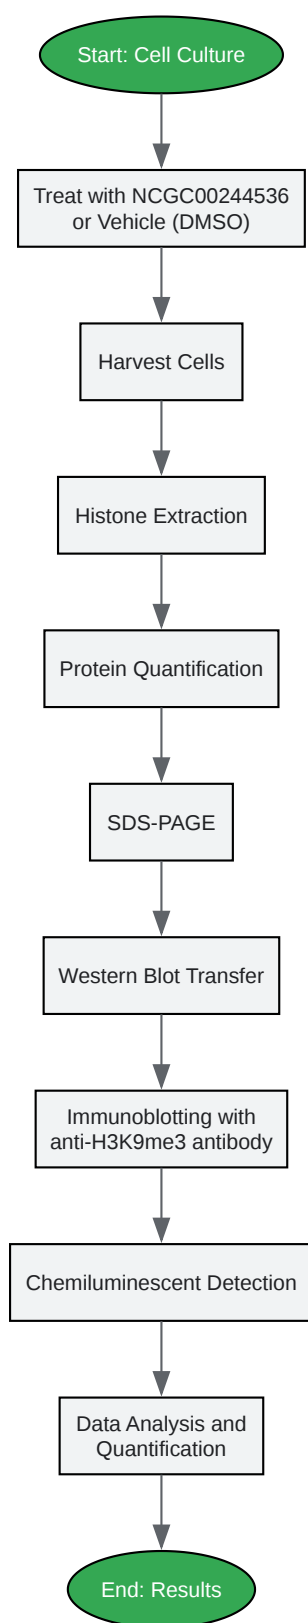 Start: Cell Culture
Treat with NCGC00244536
or Vehicle (DMSO)
Harvest Cells
Histone Extraction
Protein Quantification
SDS-PAGE
Western Blot Transfer
Immunoblotting with
anti-H3K9me3 antibody
Chemiluminescent Detection
Data Analysis and
Quantification
End: Results